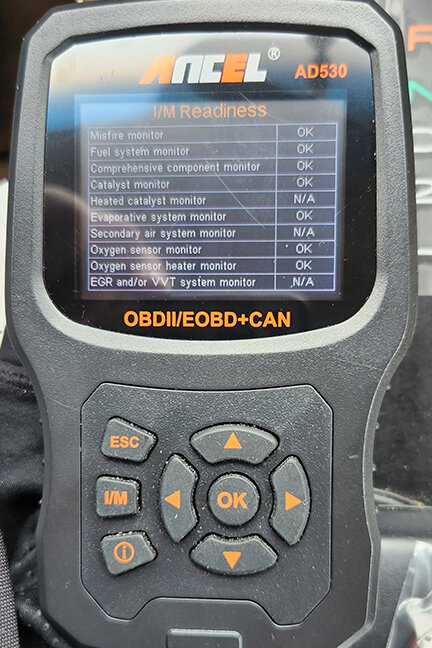 ANCEL® AD530
I/M Readiness
Misfire monitor OK
Fuel system monitor OK
Comprehensive component monitor OK
Catalyst monitor OK
Heated catalyst monitor N/A
Evaporative system monitor OK
Secondary air system monitor N/A
Oxygen sensor monitor OK
Oxygen sensor heater monitor OK
EGR and/or VVT system monitor N/A
OBDII/EOBD+CAN
ESC
I/M
OK